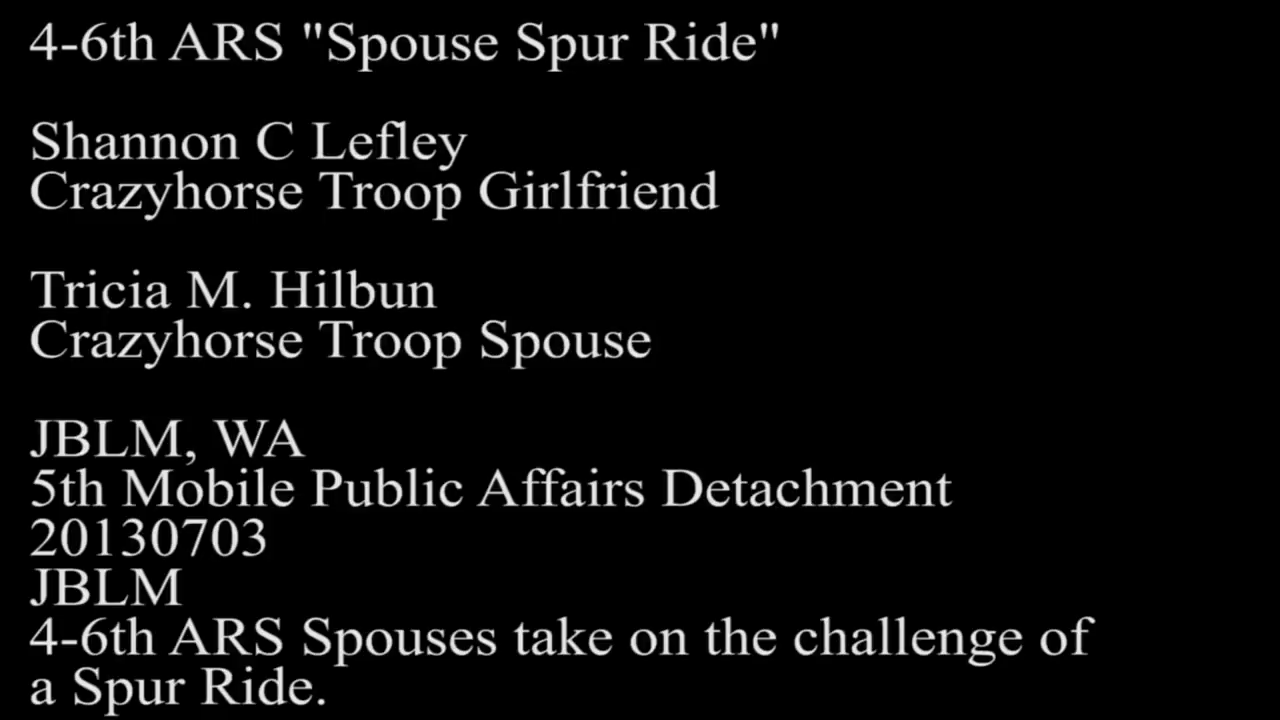 4-6th ARS "Spouse Spur Ride"
Shannon C Lefley
Crazyhorse Troop Girlfriend
Tricia M. Hilbun
Crazyhorse Troop Spouse
JBLM, WA
5th Mobile Public Affairs Detachment
20130703
JBLM
4-6th ARS Spouses take on the challenge of
a Spur Ride.